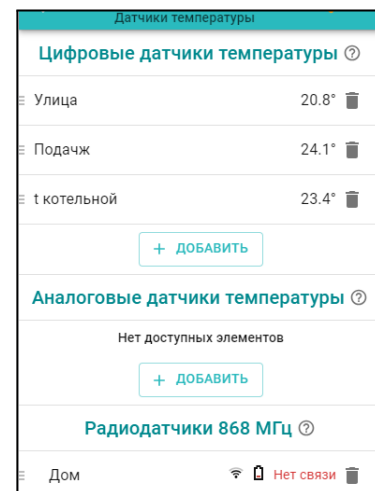 Датчики температуры
Цифровые датчики температуры ?
Улица 20.8°
Подачж 24.1°
t котельной 23.4°
+ ДОБАВИТЬ
Аналоговые датчики температуры ?
Нет доступных элементов
+ ДОБАВИТЬ
Радиодатчики 868 МГц ?
Дом Нет связи